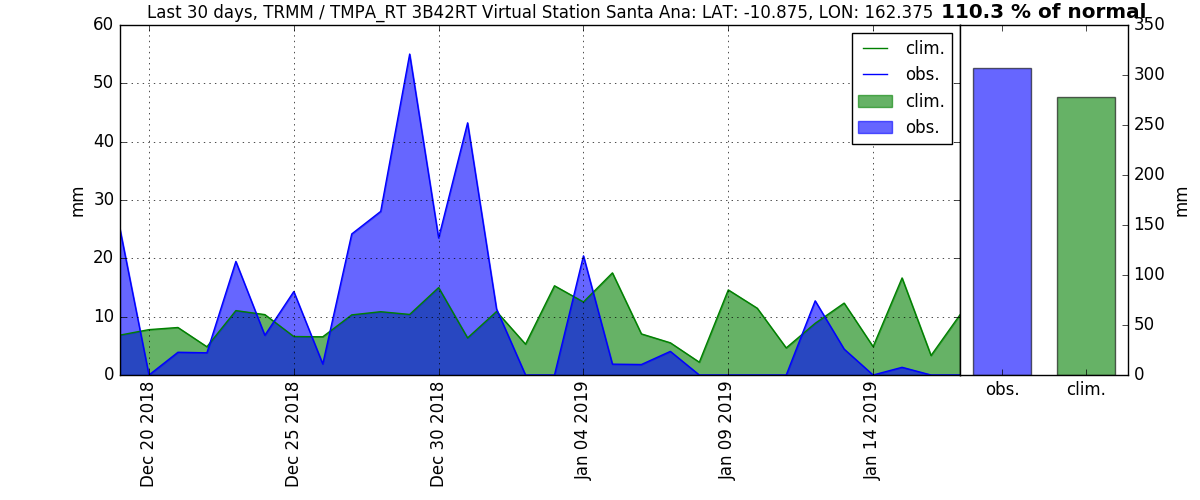 Last 30 days, TRMM / TMPA_RT 3B42RT Virtual Station Santa Ana: LAT: -10.875, LON: 162.375 110.3 % of normal
60
50
40
30
20
10
0
mm
clim.
obs.
clim.
obs.
Dec 20 2018
Dec 25 2018
Dec 30 2018
Jan 04 2019
Jan 09 2019
Jan 14 2019
350
300
250
200
150
100
50
0
mm
obs. clim.